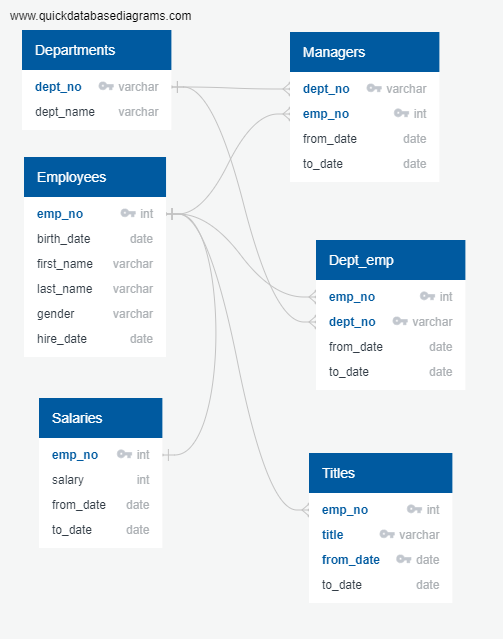 www.quickdatabasediagrams.com
Departments
dept_no varchar
dept_name varchar
Employees
emp_no int
birth_date date
first_name varchar
last_name varchar
gender varchar
hire_date date
Salaries
emp_no int
salary int
from_date date
to_date date
Managers
dept_no varchar
emp_no int
from_date date
to_date date
Dept_emp
emp_no int
dept_no varchar
from_date date
to_date date
Titles
emp_no int
title varchar
from_date date
to_date date